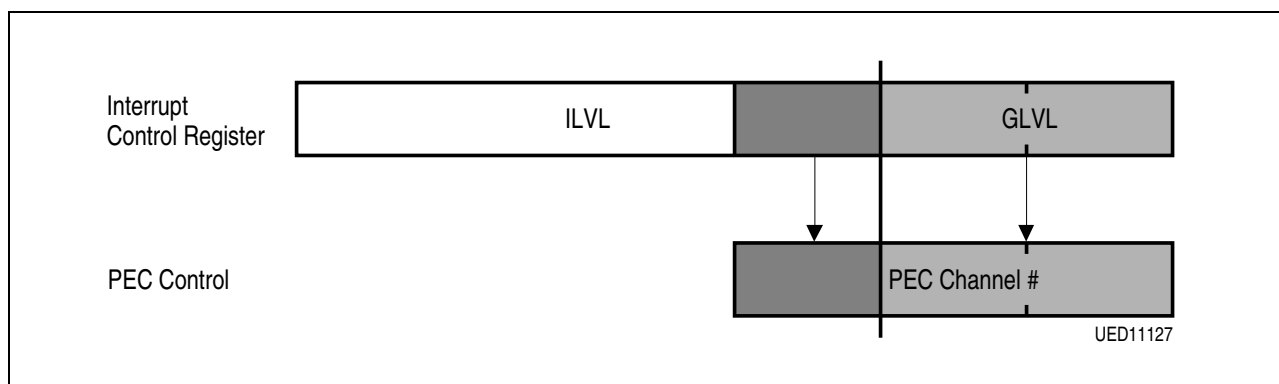 Interrupt
Control Register
ILVL
GLVL
PEC Control
PEC Channel #
UED11127